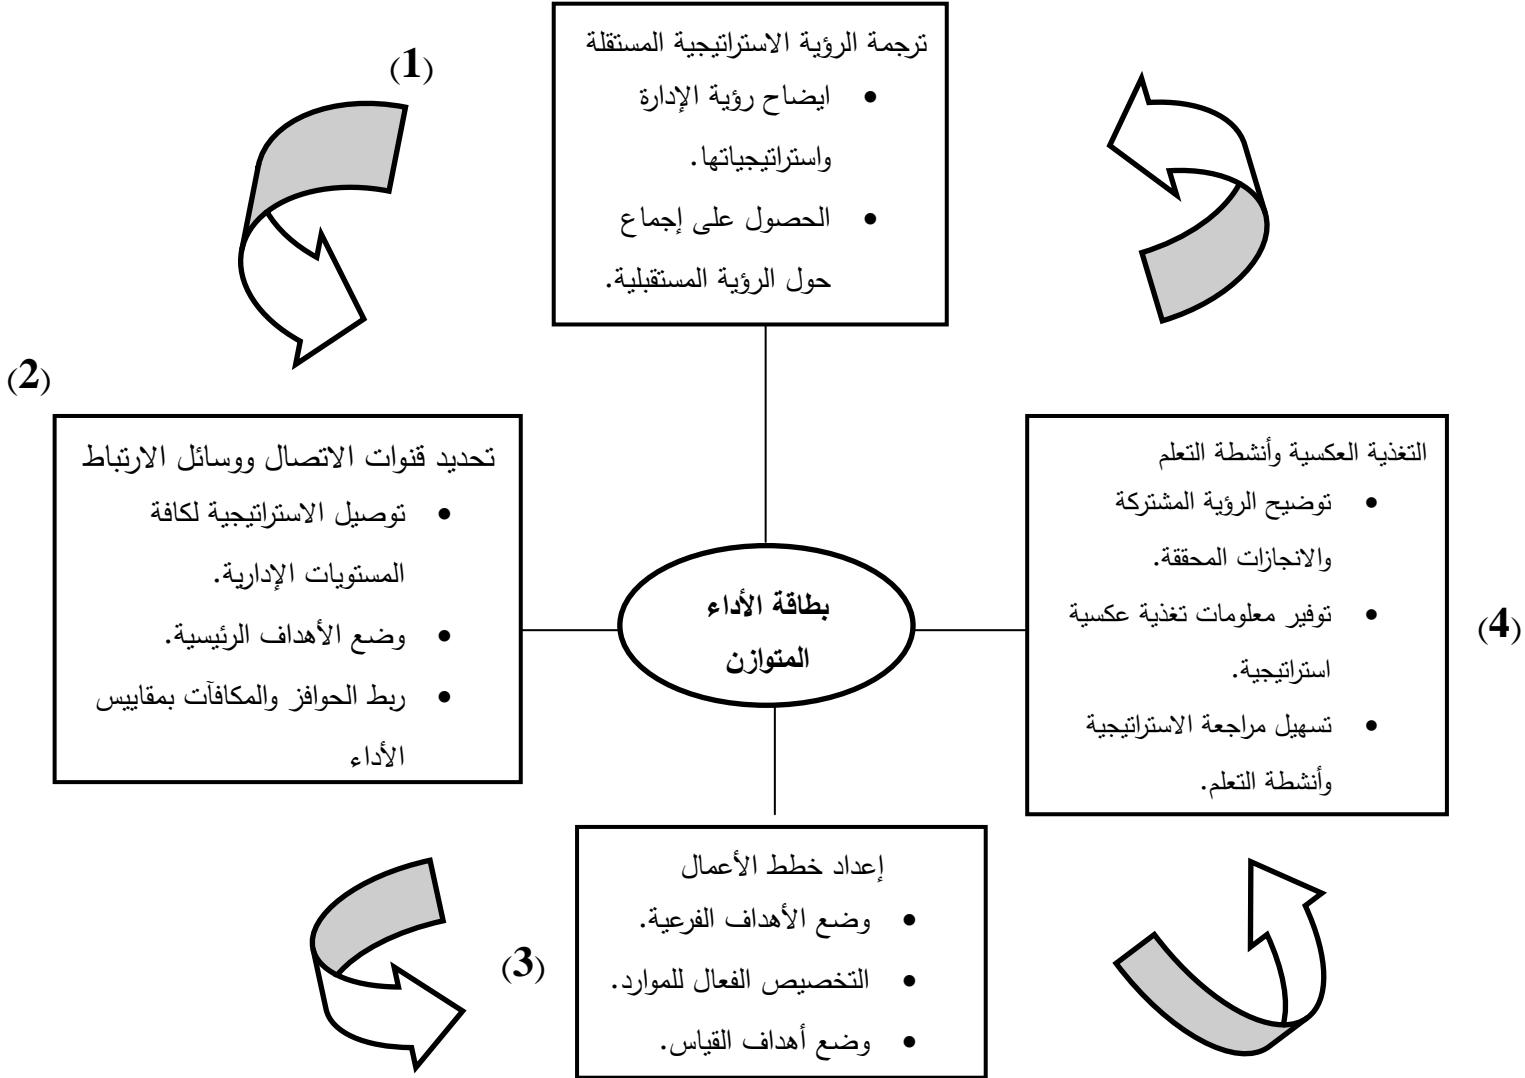 (1)
ترجمة الرؤية الاستراتيجية المستقلة
• ايضاح رؤية الإدارة
واستراتيجياتها.
• الحصول على إجماع
حول الرؤية المستقبلية.
(2)
تحديد قنوات الاتصال ووسائل الارتباط
• توصيل الاستراتيجية لكافة
المستويات الإدارية.
• وضع الأهداف الرئيسية.
• ربط الحوافز والمكافآت بمقاييس
الأداء
بطاقة الأداء
المتوازن
(3)
إعداد خطط الأعمال
• وضع الأهداف الفرعية.
• التخصيص الفعال للموارد.
• وضع أهداف القياس.
(4)
التغذية العكسية وأنشطة التعلم
• توضيح الرؤية المشتركة
والانجازات المحققة.
• توفير معلومات تغذية عكسية
استراتيجية.
• تسهيل مراجعة الاستراتيجية
وأنشطة التعلم.